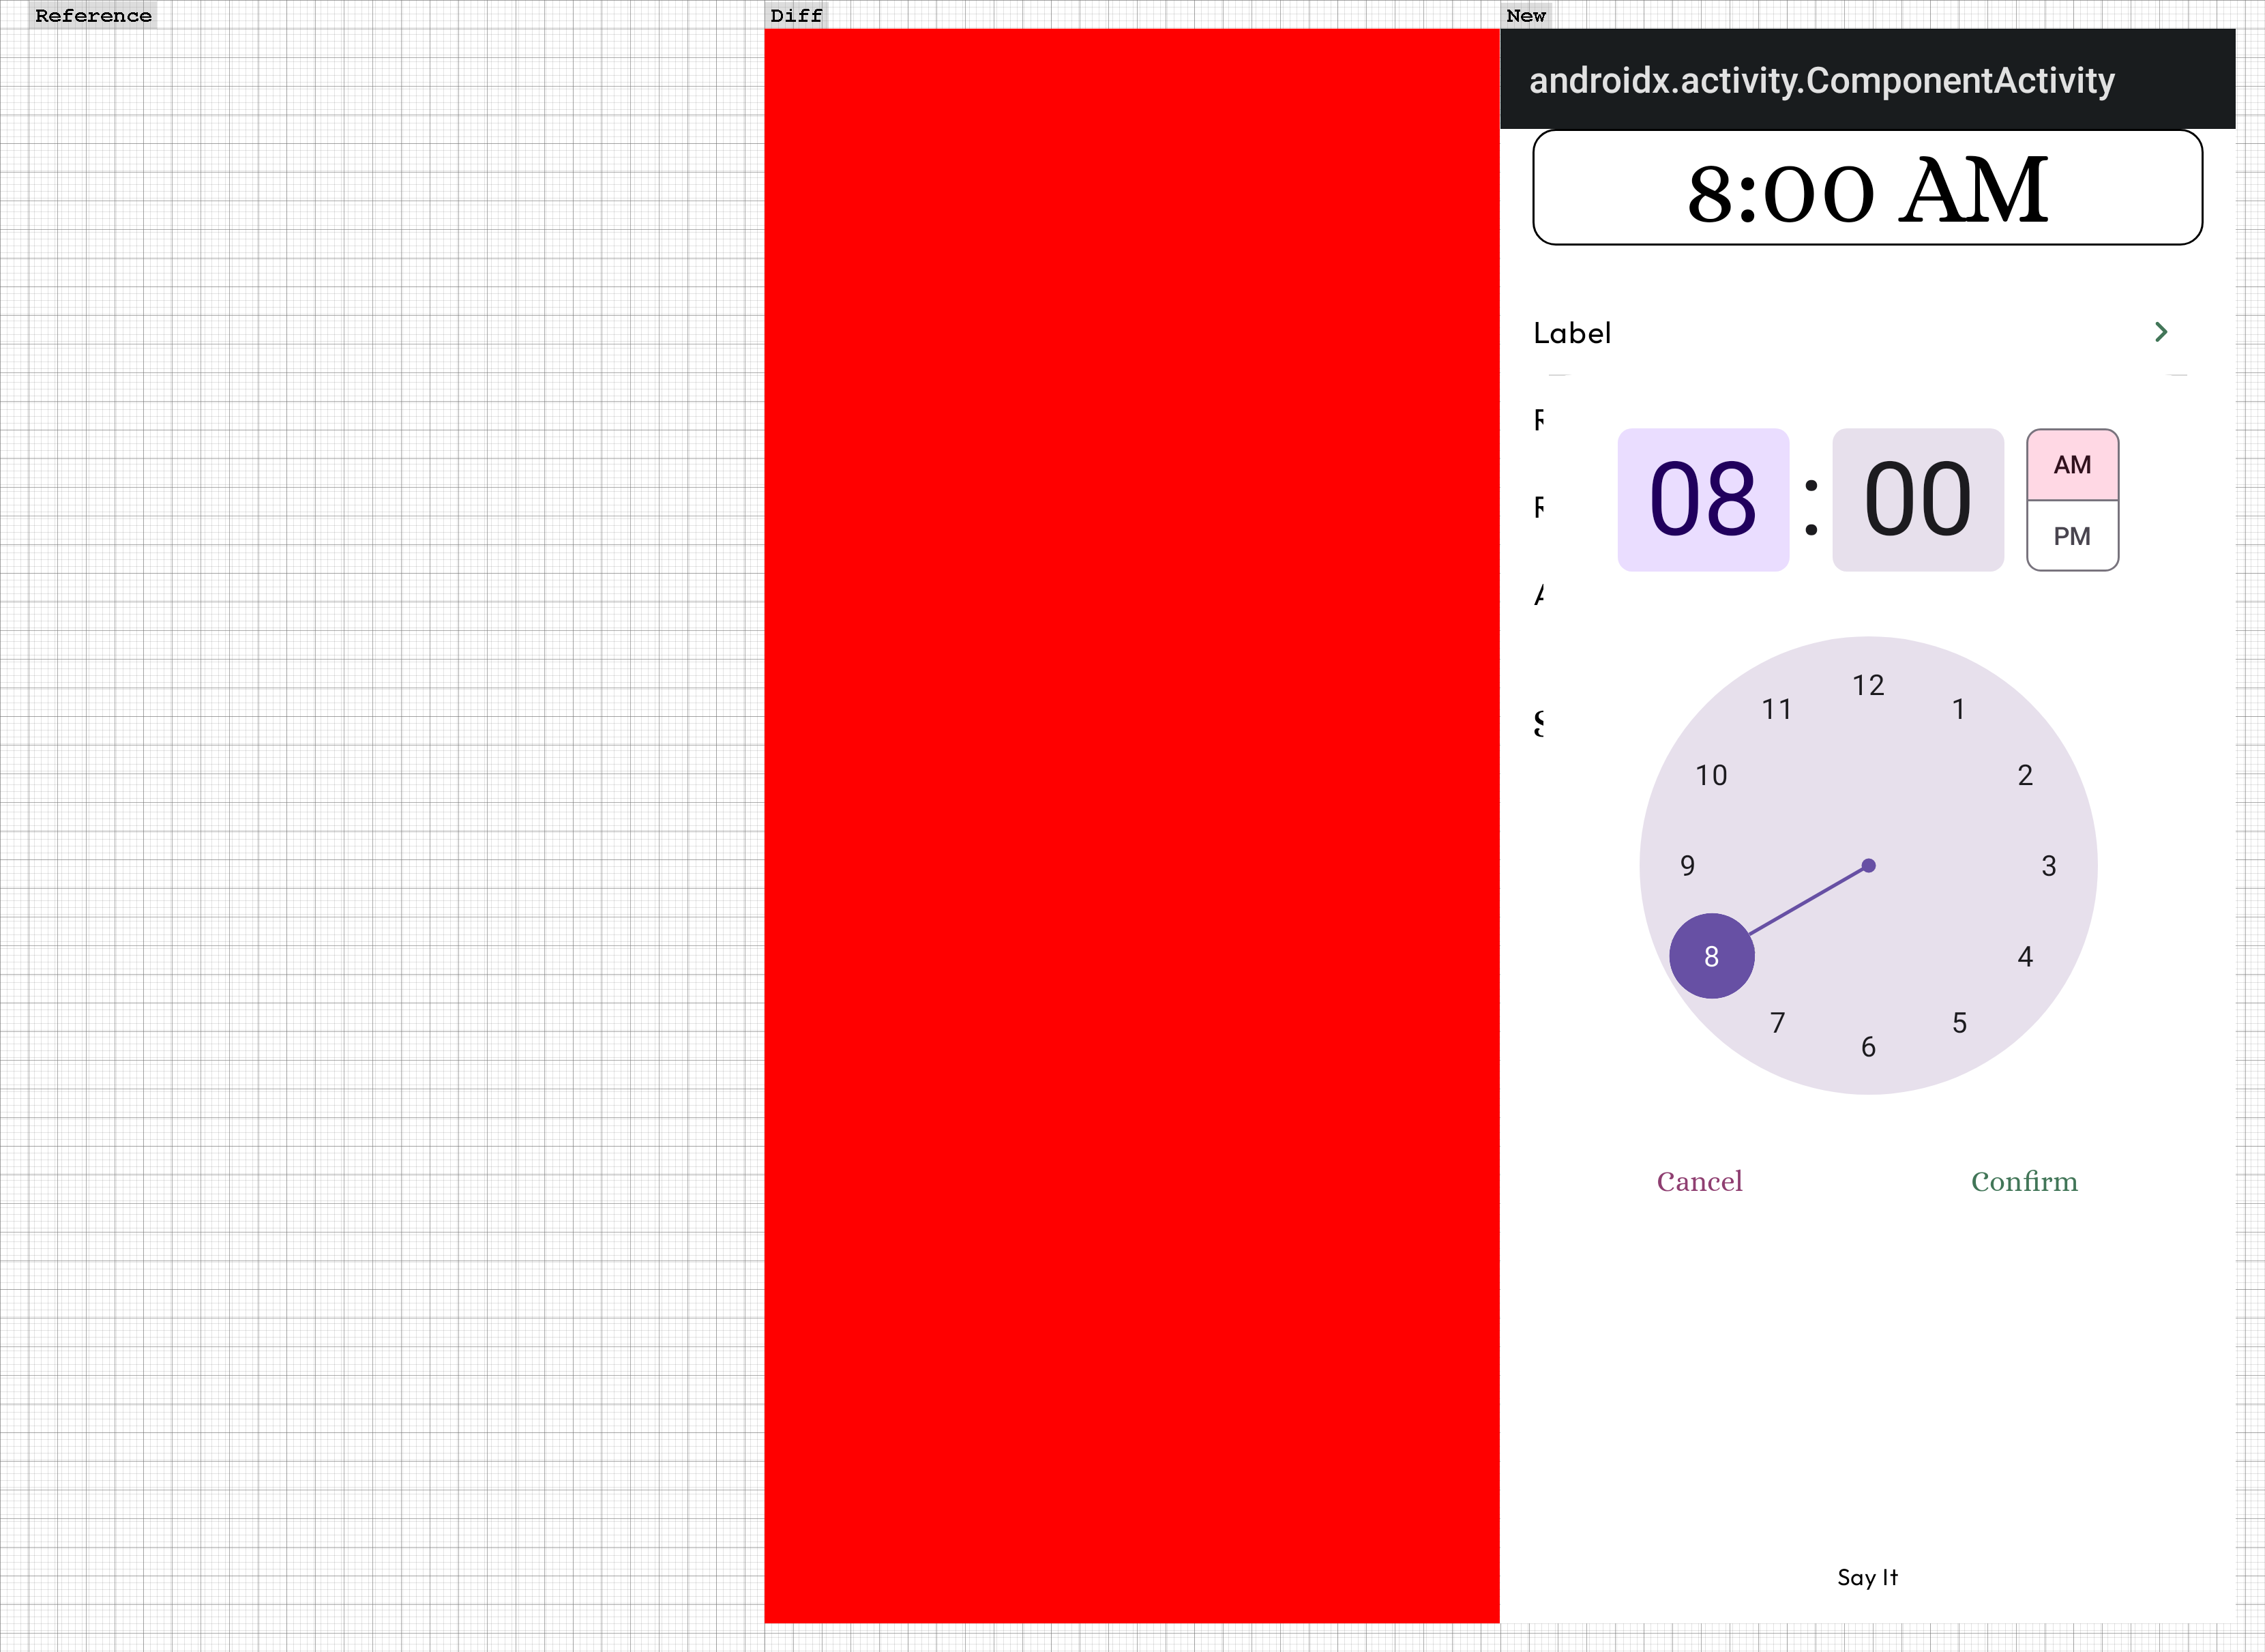 Reference
Diff
New
androidx.activity.ComponentActivity
8:00 AM
Label
R
08 : 00
AM
PM
R
A
S
12
11
1
10
2
9
3
8
4
7
5
6
Cancel
Confirm
Say It